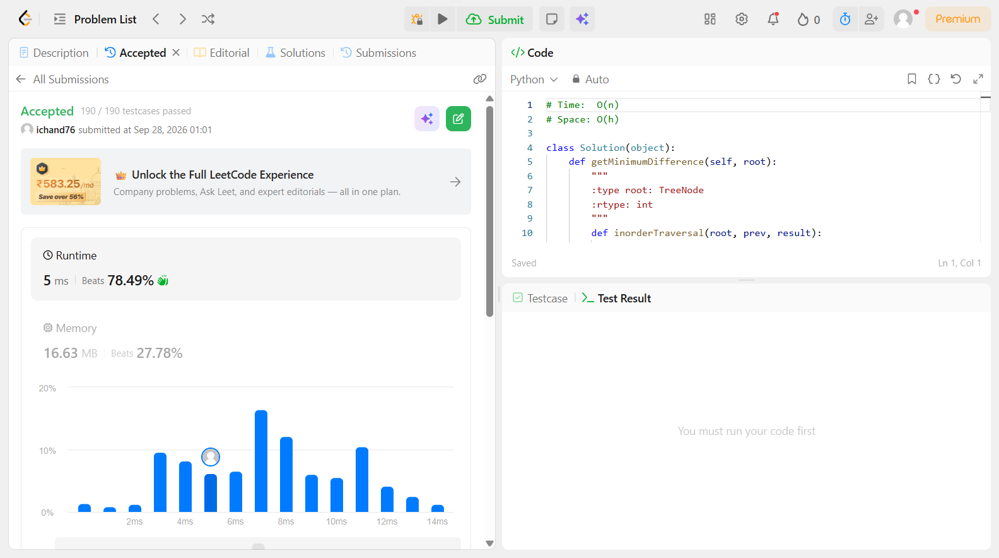 Problem List
Submit
0
Premium
Description
Accepted
Editorial
Solutions
Submissions
All Submissions
Accepted 190 / 190 testcases passed
ichand76 submitted at Sep 28, 2026 01:01
₹583.25/mo
Save over 56%
Unlock the Full LeetCode Experience
Company problems, Ask Leet, and expert editorials — all in one plan.
Runtime
5 ms Beats 78.49%
Memory
16.63 MB Beats 27.78%
20%
10%
0%
2ms 4ms 6ms 8ms 10ms 12ms 14ms
</> Code
Python Auto
1 # Time:  O(n)
2 # Space: O(h)
3
4 class Solution(object):
5     def getMinimumDifference(self, root):
6         """
7         :type root: TreeNode
8         :rtype: int
9         """
10         def inorderTraversal(root, prev, result):
Saved
Ln 1, Col 1
Testcase
Test Result
You must run your code first